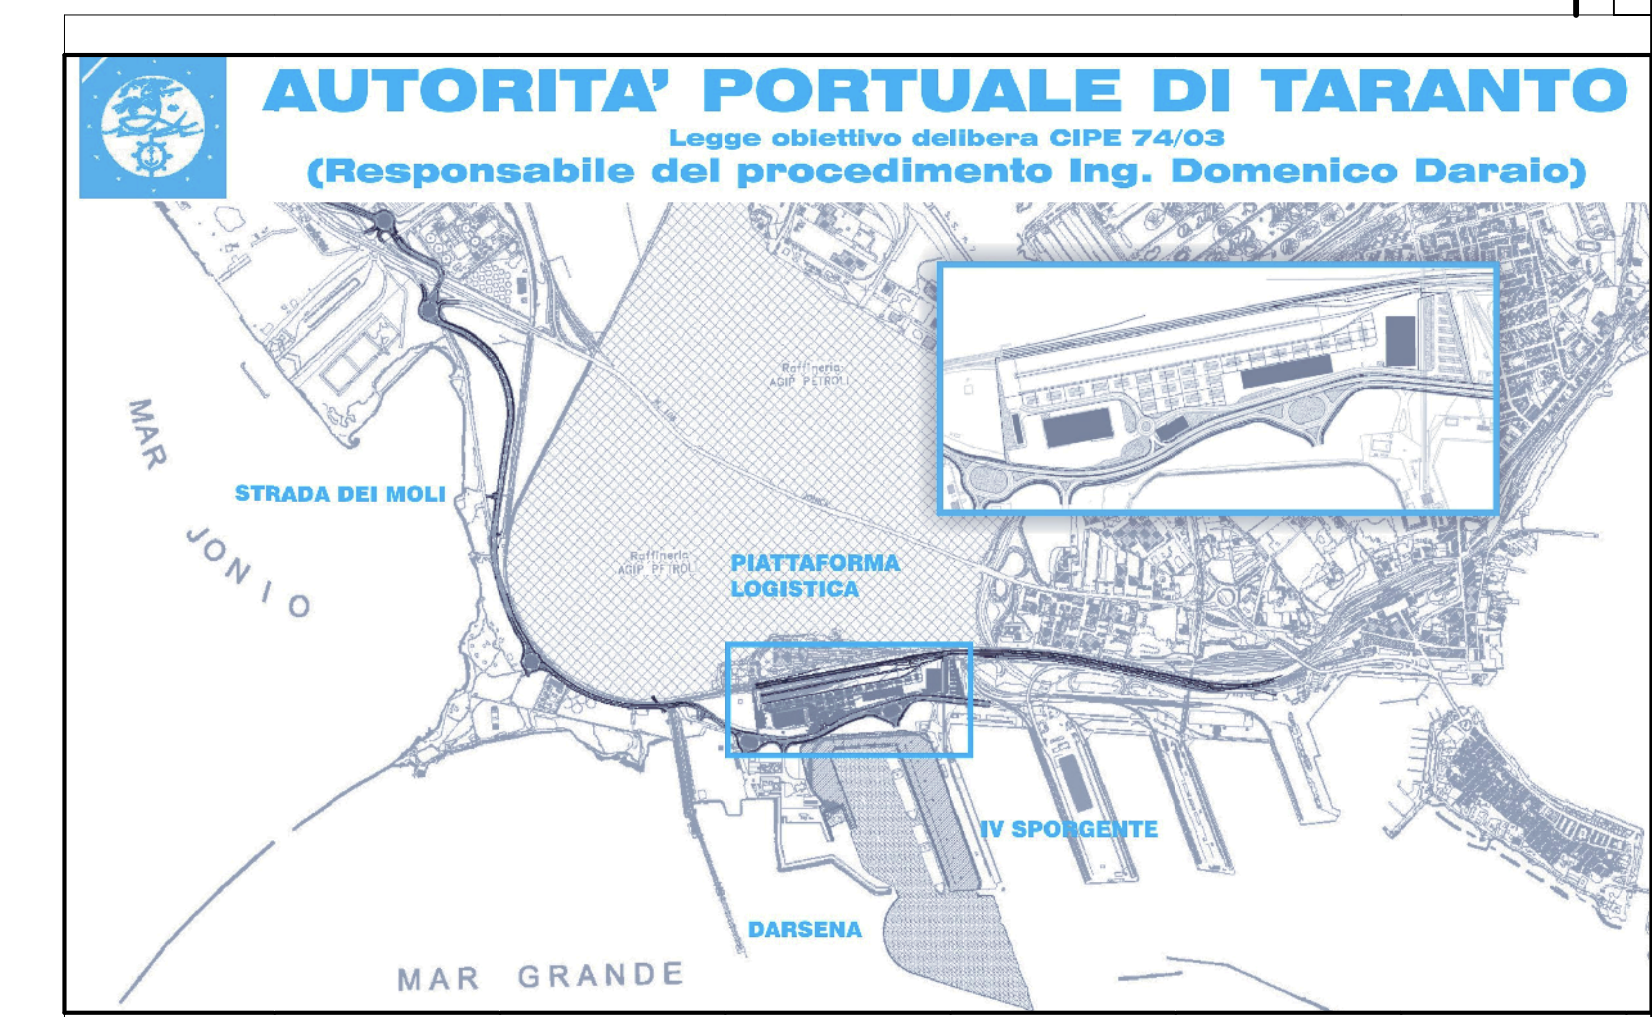 AUTORITA' PORTUALE DI TARANTO
Legge obiettivo delibera CIPE 74/03
(Responsabile del procedimento Ing. Domenico Daraio)
Raffineria
AGIP PETROLI
MAR
JONIO
STRADA DEI MOLI
Raffineria
AGIP PETROLI
PIATTAFORMA
LOGISTICA
IV SPORGENTE
DARSENA
MAR GRANDE